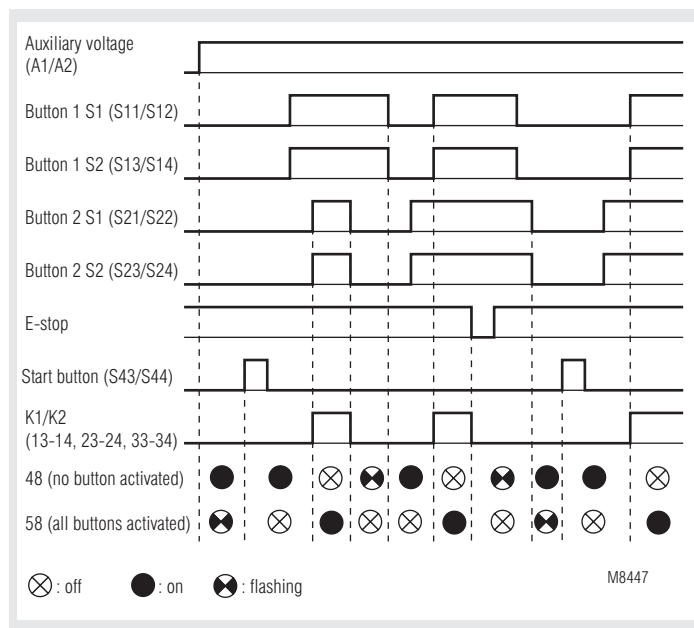 Auxiliary voltage
(A1/A2)
Button 1 S1 (S11/S12)
Button 1 S2 (S13/S14)
Button 2 S1 (S21/S22)
Button 2 S2 (S23/S24)
E-stop
Start button (S43/S44)
K1/K2
(13-14, 23-24, 33-34)
48 (no button activated)
58 (all buttons activated)
: off : on : flashing
M8447